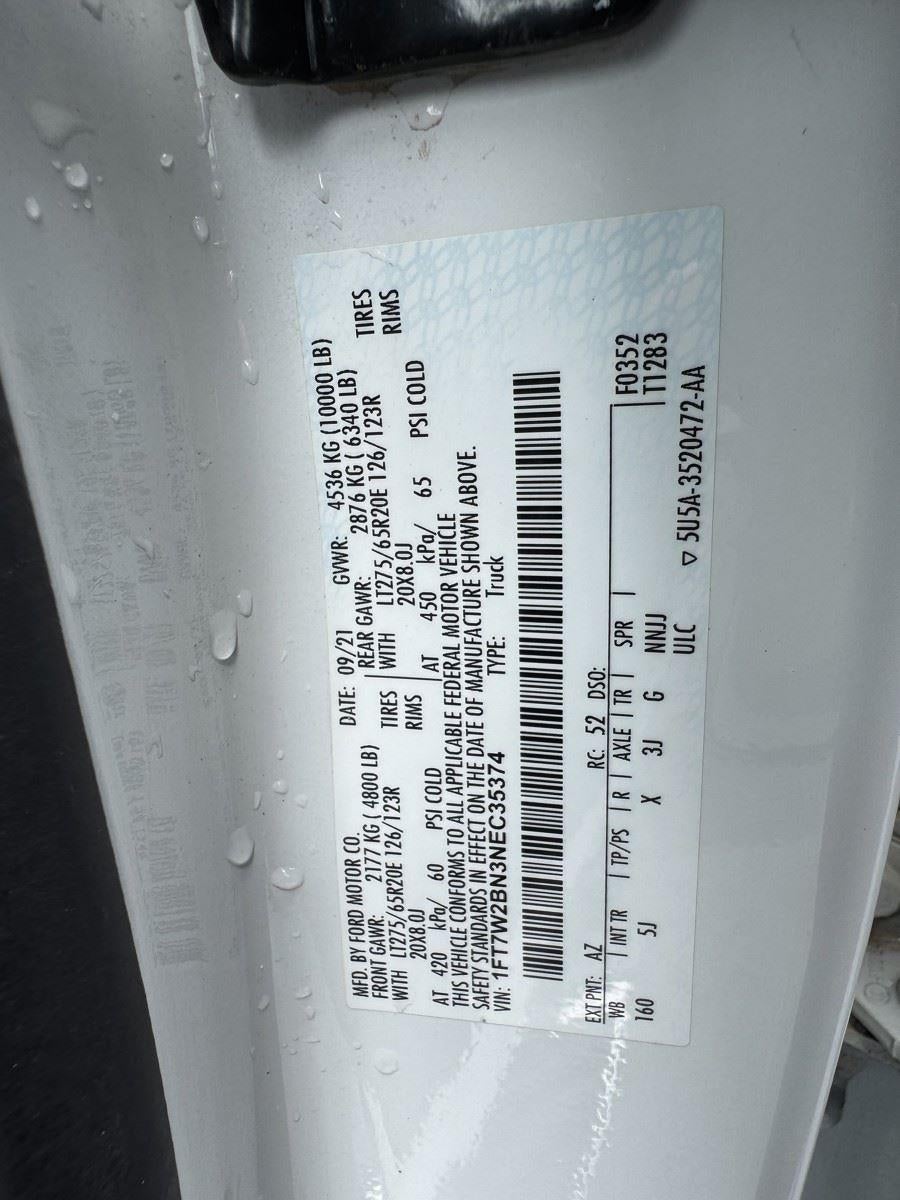 MFD. BY FORD MOTOR CO.
DATE: 09/21 GVWR: 4536 KG (10000 LB)
FRONT GAWR: 2177 KG ( 4800 LB) REAR GAWR: 2876 KG ( 6340 LB)
WITH LT275/65R20E 126/123R TIRES WITH LT275/65R20E 126/123R TIRES
20X8.0J RIMS 20X8.0J RIMS
AT 420 kPa/ 60 PSI COLD AT 450 kPa/ 65 PSI COLD
THIS VEHICLE CONFORMS TO ALL APPLICABLE FEDERAL MOTOR VEHICLE
SAFETY STANDARDS IN EFFECT ON THE DATE OF MANUFACTURE SHOWN ABOVE.
VIN: 1FT7W2BN3NEC35374 TYPE: Truck
EXT PNT: AZ RC: 52 DSO: F0352
WB | INT TR | TP/PS | R | AXLE | TR | SPR | T1283
160 5J X 3J G NNJJ
ULC ▽ 5U5A-3520472-AA